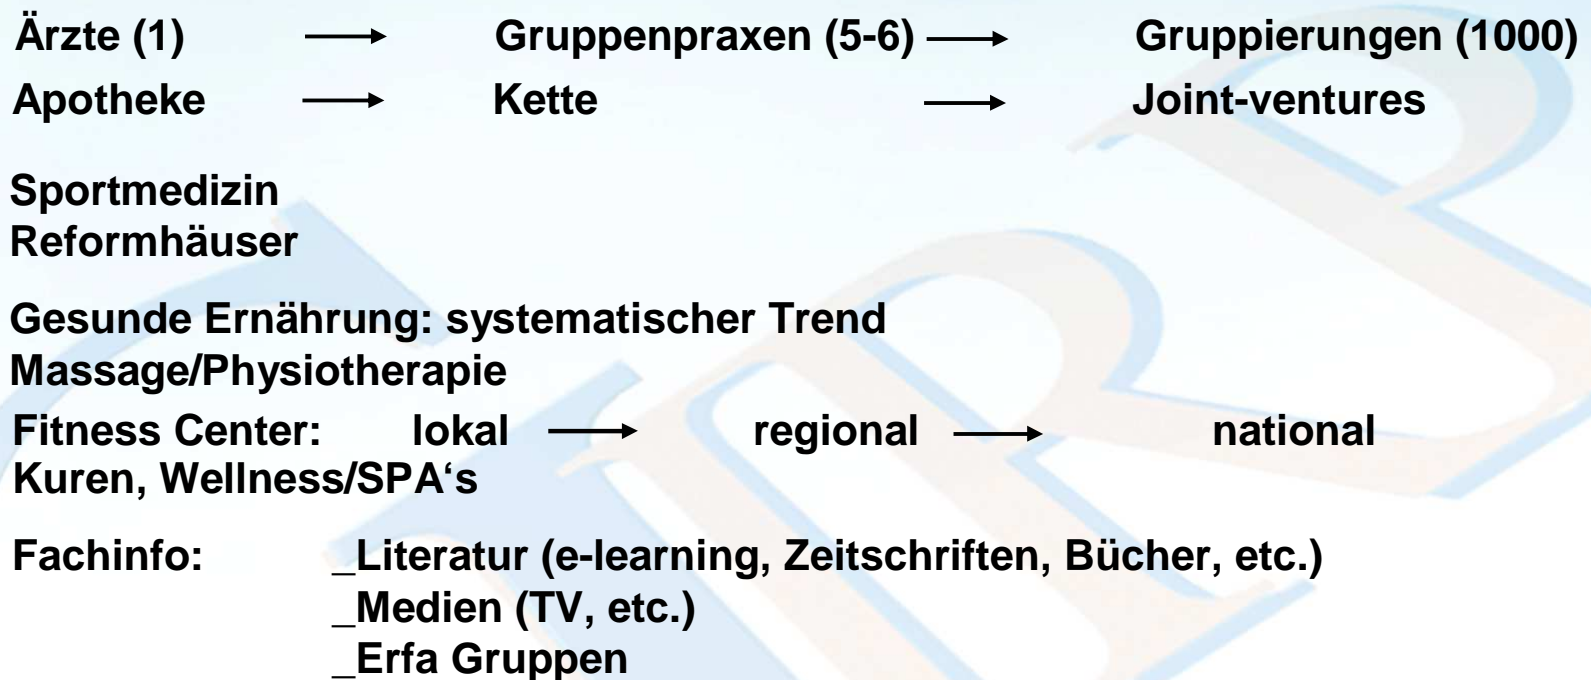 Ärzte (1) → Gruppenpraxen (5-6) → Gruppierungen (1000)
Apotheke → Kette → Joint-ventures
Sportmedizin
Reformhäuser
Gesunde Ernährung: systematischer Trend
Massage/Physiotherapie
Fitness Center: lokal → regional → national
Kuren, Wellness/SPA‘s
Fachinfo: _Literatur (e-learning, Zeitschriften, Bücher, etc.)
_Medien (TV, etc.)
_Erfa Gruppen